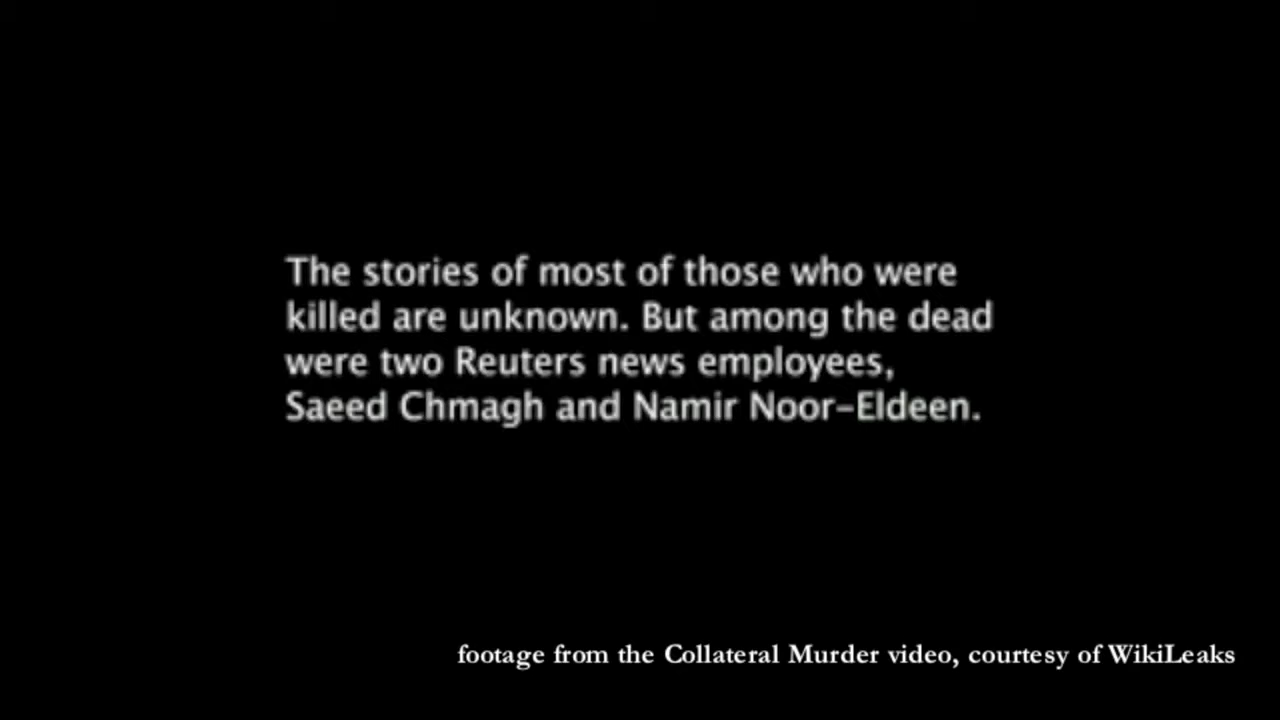 The stories of most of those who were
killed are unknown. But among the dead
were two Reuters news employees,
Saeed Chmagh and Namir Noor-Eldeen.
footage from the Collateral Murder video, courtesy of WikiLeaks